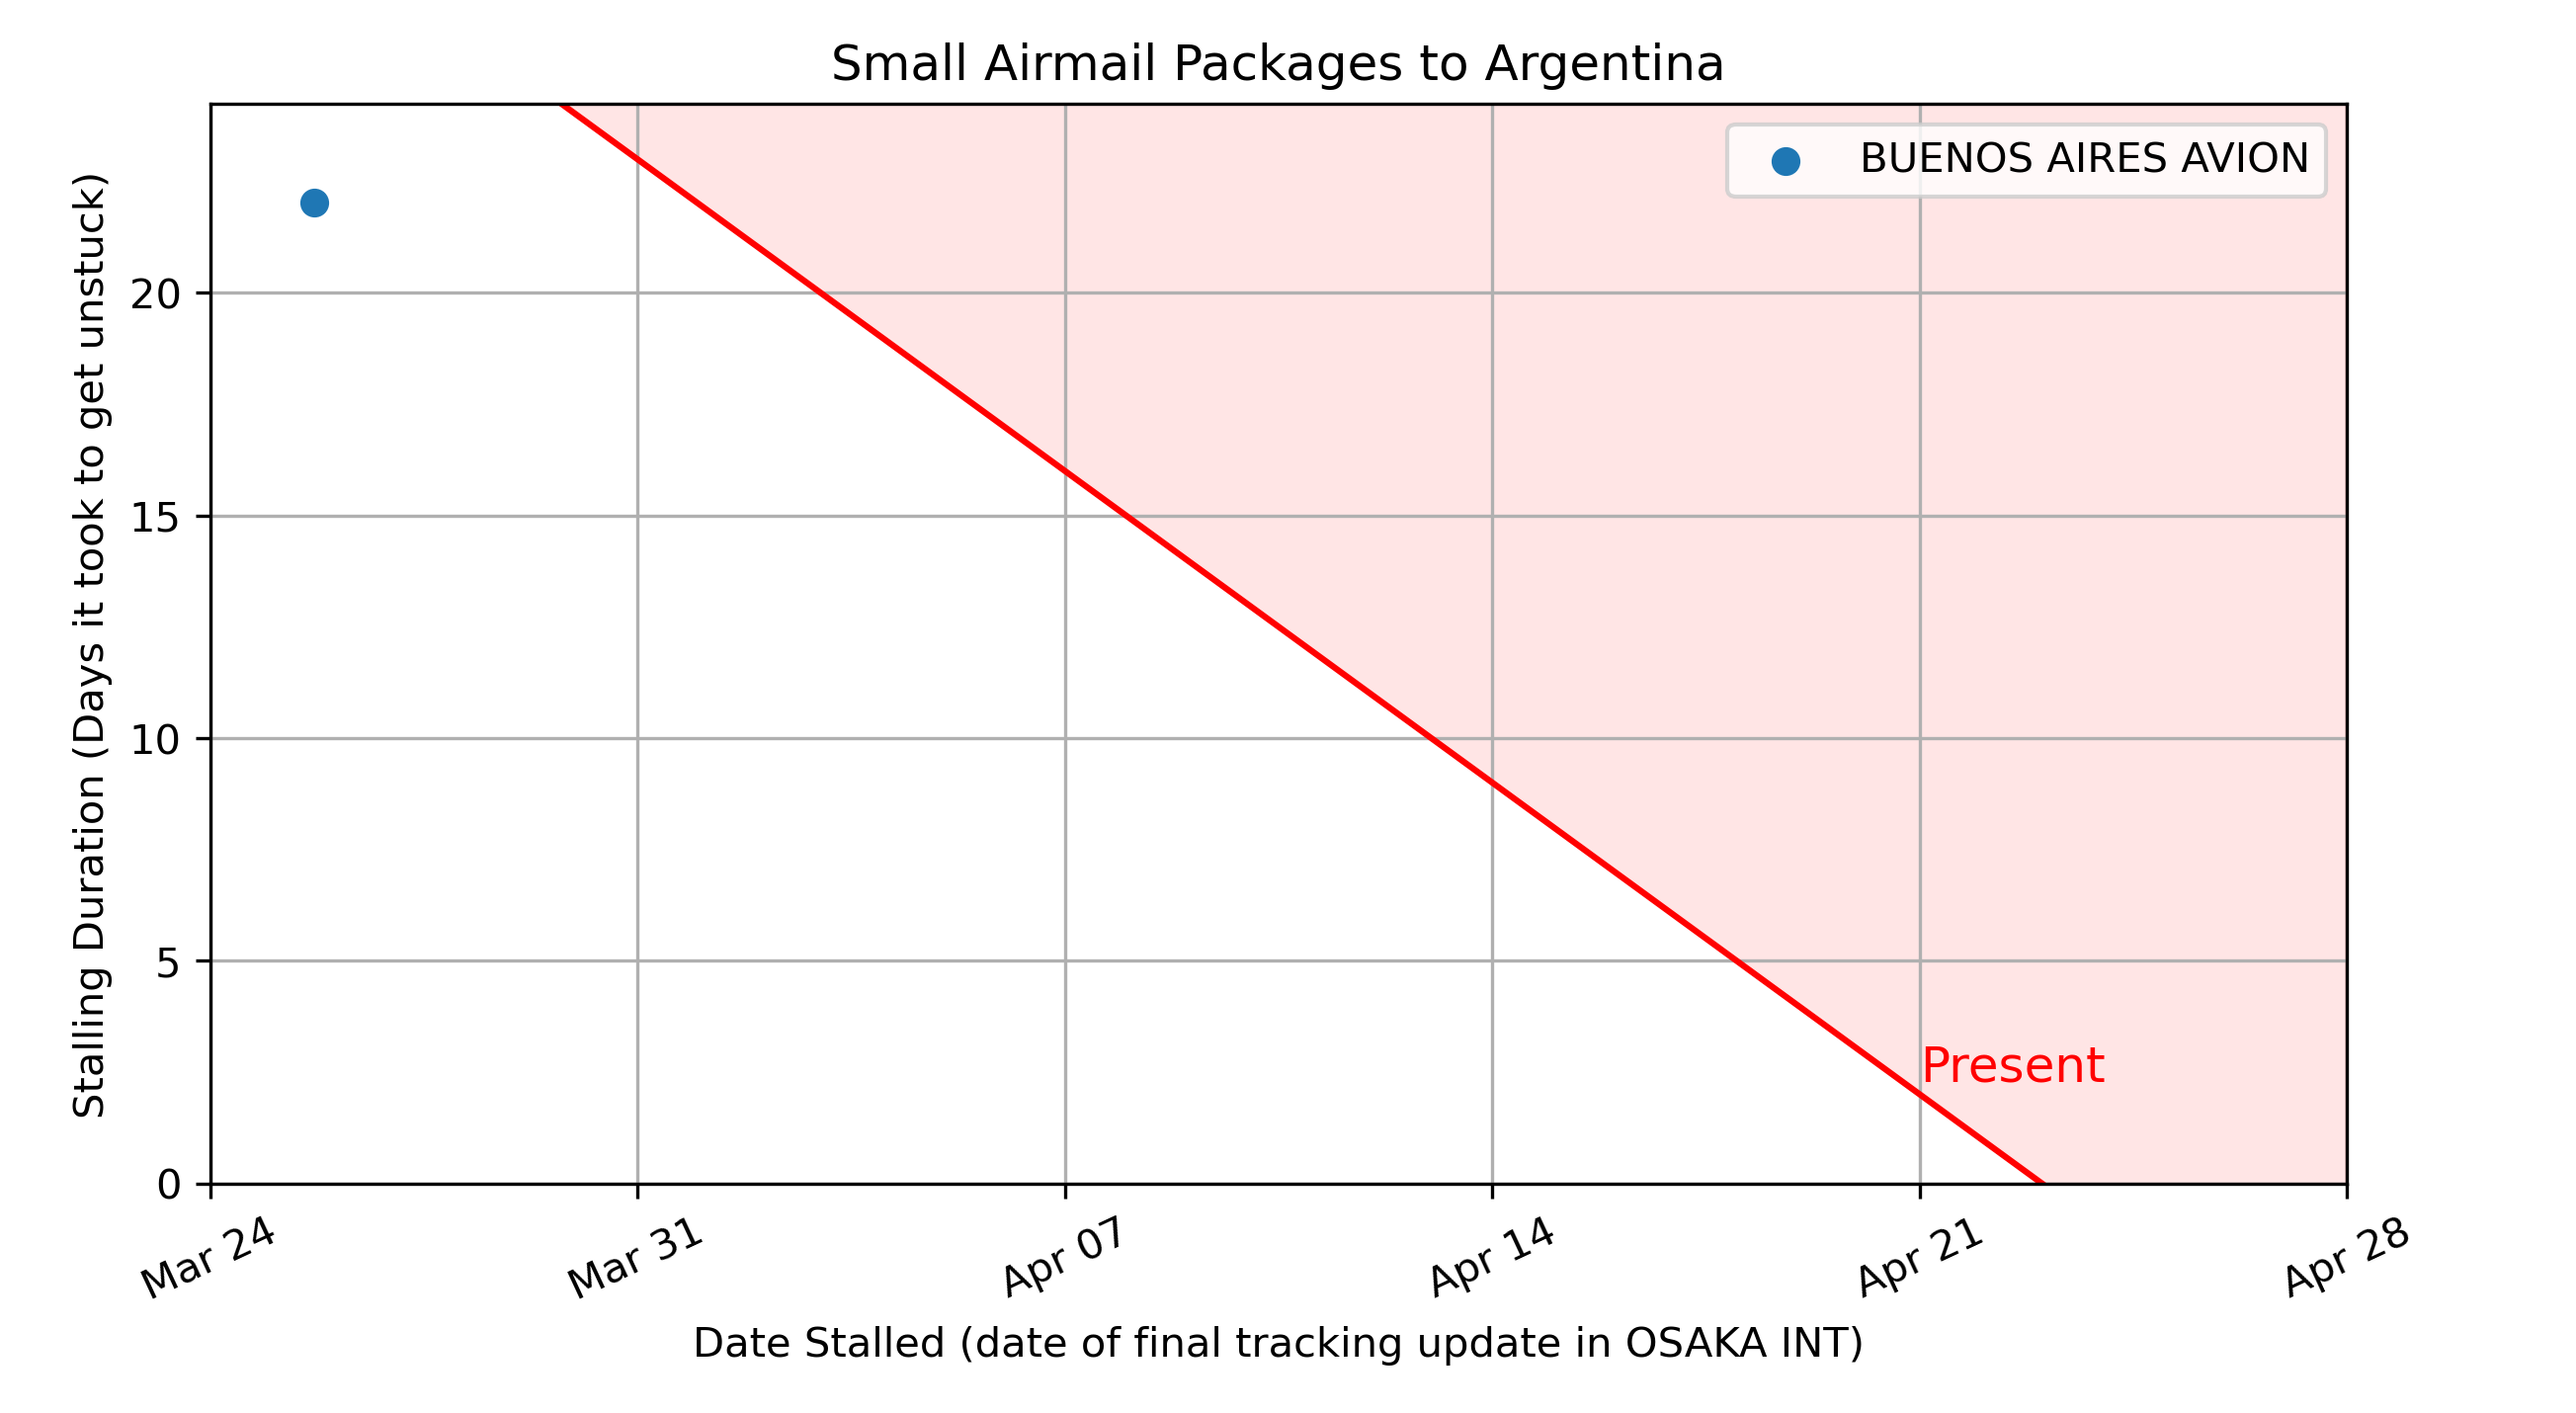 Small Airmail Packages to Argentina
BUENOS AIRES AVION
Stalling Duration (Days it took to get unstuck)
20
15
10
5
0
Present
Mar 24
Mar 31
Apr 07
Apr 14
Apr 21
Apr 28
Date Stalled (date of final tracking update in OSAKA INT)